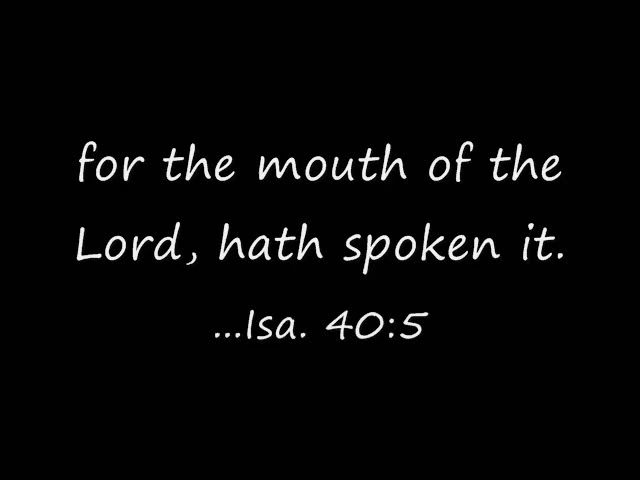 for the mouth of the
Lord, hath spoken it.
...Isa. 40:5